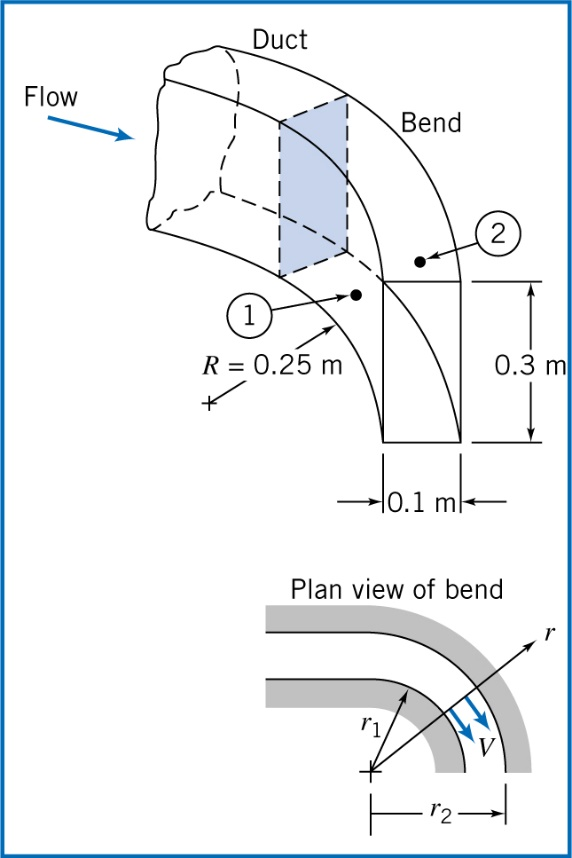 Duct
Flow
Bend
2
1
R = 0.25 m
0.3 m
0.1 m
Plan view of bend
r
r1
V
r2